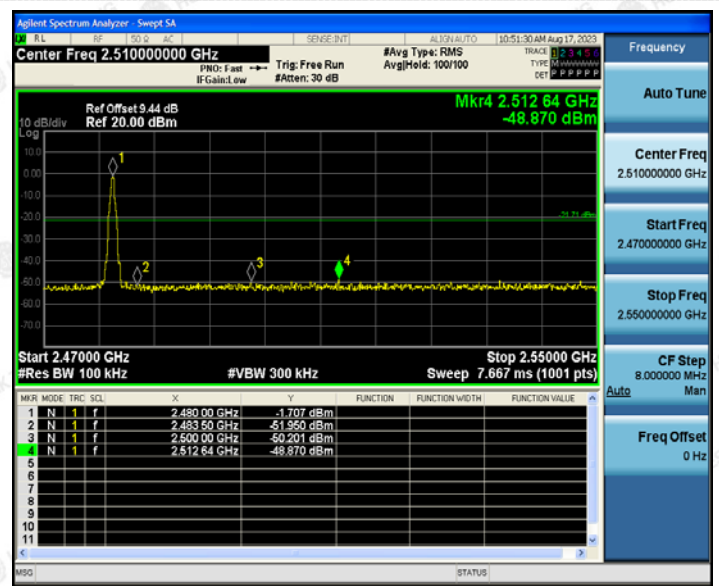 Agilent Spectrum Analyzer - Swept SA
RL RF 50 Ω AC SENSE:INT ALIGN AUTO 10:51:30 AM Aug 17, 2023
Center Freq 2.510000000 GHz
PNO: Fast
IFGain:Low
Trig: Free Run
#Atten: 30 dB
#Avg Type: RMS
Avg|Hold: 100/100
TRACE 1 2 3 4 5 6
TYPE M
DET P P P P P P
Mkr4 2.512 64 GHz
-48.870 dBm
Ref Offset 9.44 dB
Ref 20.00 dBm
10 dB/div
Log
10.0
0.00
-10.0
-20.0
-30.0
-40.0
-50.0
-60.0
-70.0
1
2
3
4
-21.71 dBm
Start 2.47000 GHz Stop 2.55000 GHz
#Res BW 100 kHz #VBW 300 kHz Sweep 7.667 ms (1001 pts)
MKR MODE TRC SCL X Y FUNCTION FUNCTION WIDTH FUNCTION VALUE
1 N 1 f 2.480 00 GHz -1.707 dBm
2 N 1 f 2.483 50 GHz -51.950 dBm
3 N 1 f 2.500 00 GHz -50.201 dBm
4 N 1 f 2.512 64 GHz -48.870 dBm
5
6
7
8
9
10
11
MSG STATUS
Frequency
Auto Tune
Center Freq
2.510000000 GHz
Start Freq
2.470000000 GHz
Stop Freq
2.550000000 GHz
CF Step
8.000000 MHz
Auto Man
Freq Offset
0 Hz